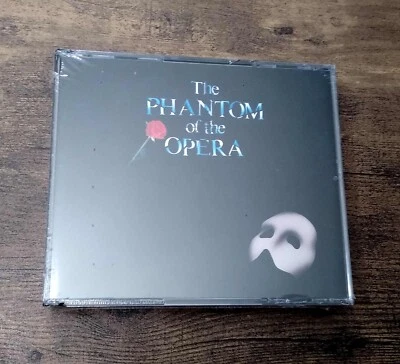 The
PHANTOM
of the
OPERA